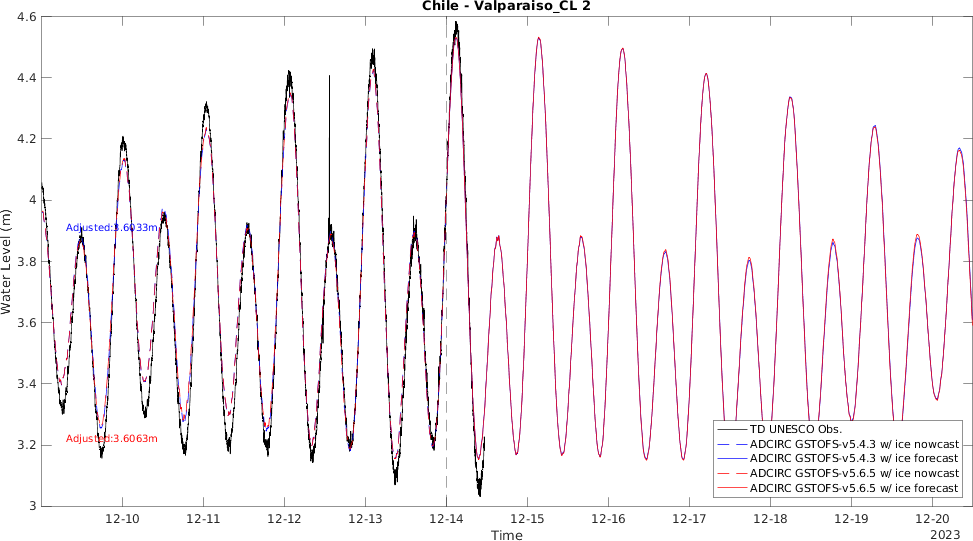 Chile - Valparaiso_CL 2
4.6
4.4
4.2
4
3.8
3.6
3.4
3.2
3
Water Level (m)
Adjusted:3.6033m
Adjusted:3.6063m
TD UNESCO Obs.
ADCIRC GSTOFS-v5.4.3 w/ ice nowcast
ADCIRC GSTOFS-v5.4.3 w/ ice forecast
ADCIRC GSTOFS-v5.6.5 w/ ice nowcast
ADCIRC GSTOFS-v5.6.5 w/ ice forecast
12-10 12-11 12-12 12-13 12-14 12-15 12-16 12-17 12-18 12-19 12-20
Time
2023